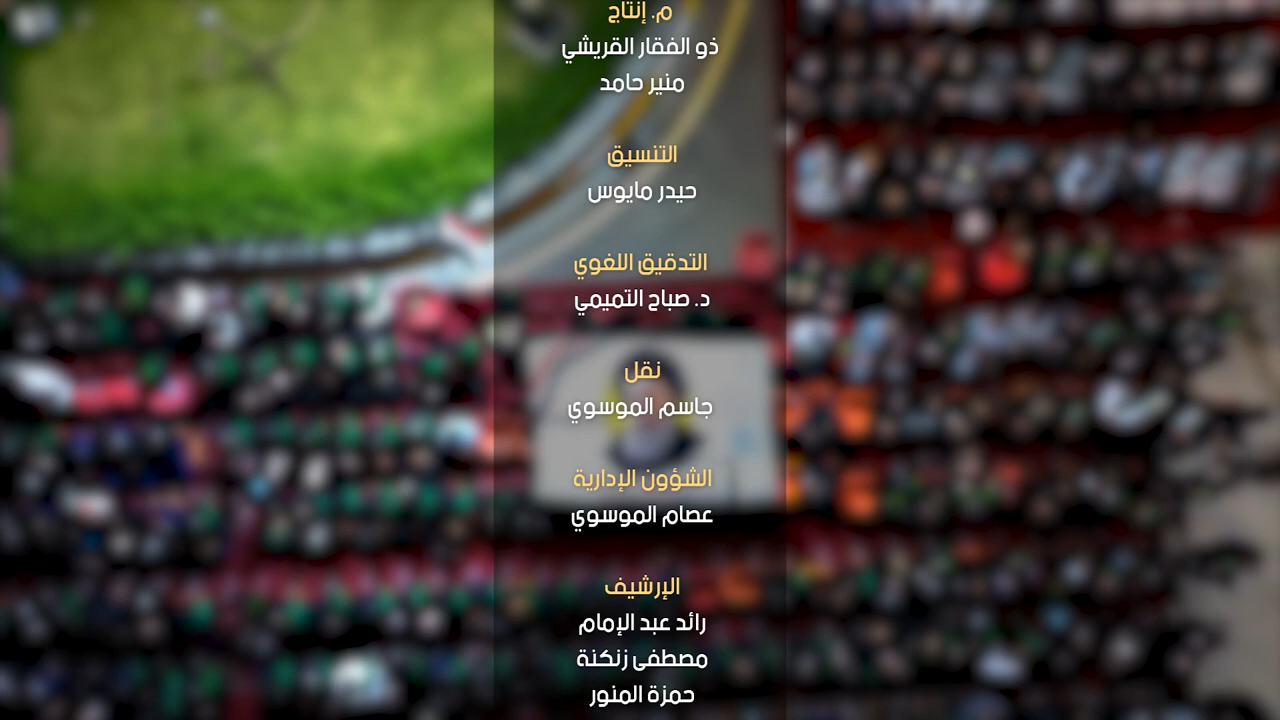 م. إنتاج
ذو الفقار القريشي
منير حامد
التنسيق
حيدر مايوس
التدقيق اللغوي
د. صباح التميمي
نقل
جاسم الموسوي
الشؤون الإدارية
عصام الموسوي
الإرشيف
رائد عبد الإمام
مصطفى زنكنة
حمزة المنور